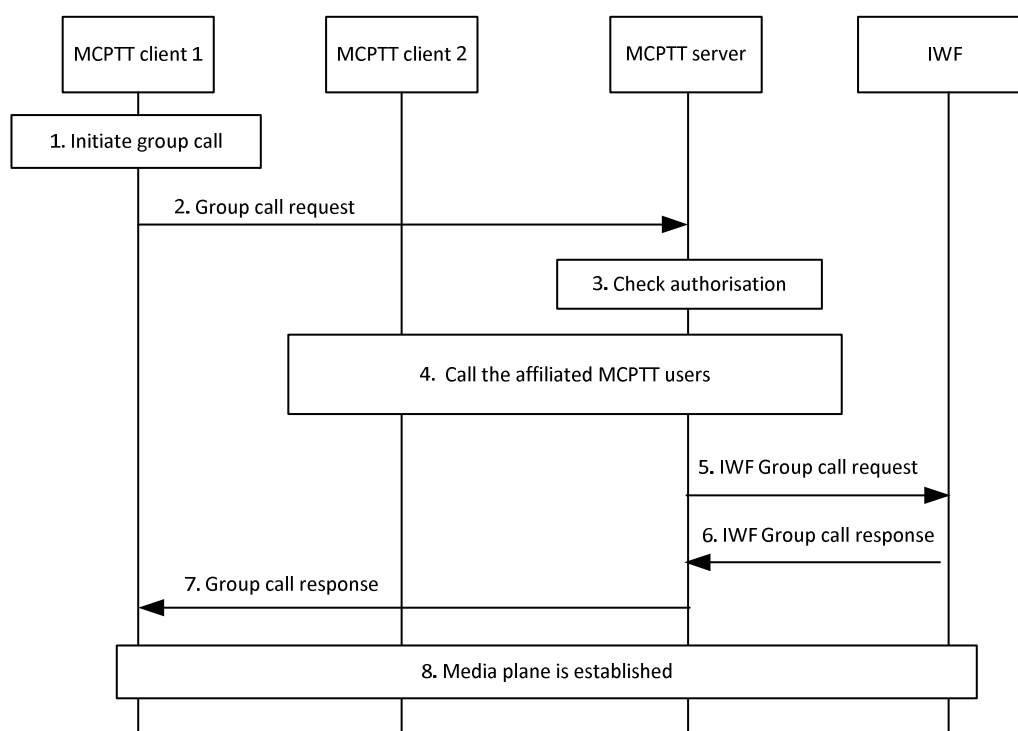 MCPTT client 1
MCPTT client 2
MCPTT server
IWF
1. Initiate group call
2. Group call request
3. Check authorisation
4. Call the affiliated MCPTT users
5. IWF Group call request
6. IWF Group call response
7. Group call response
8. Media plane is established